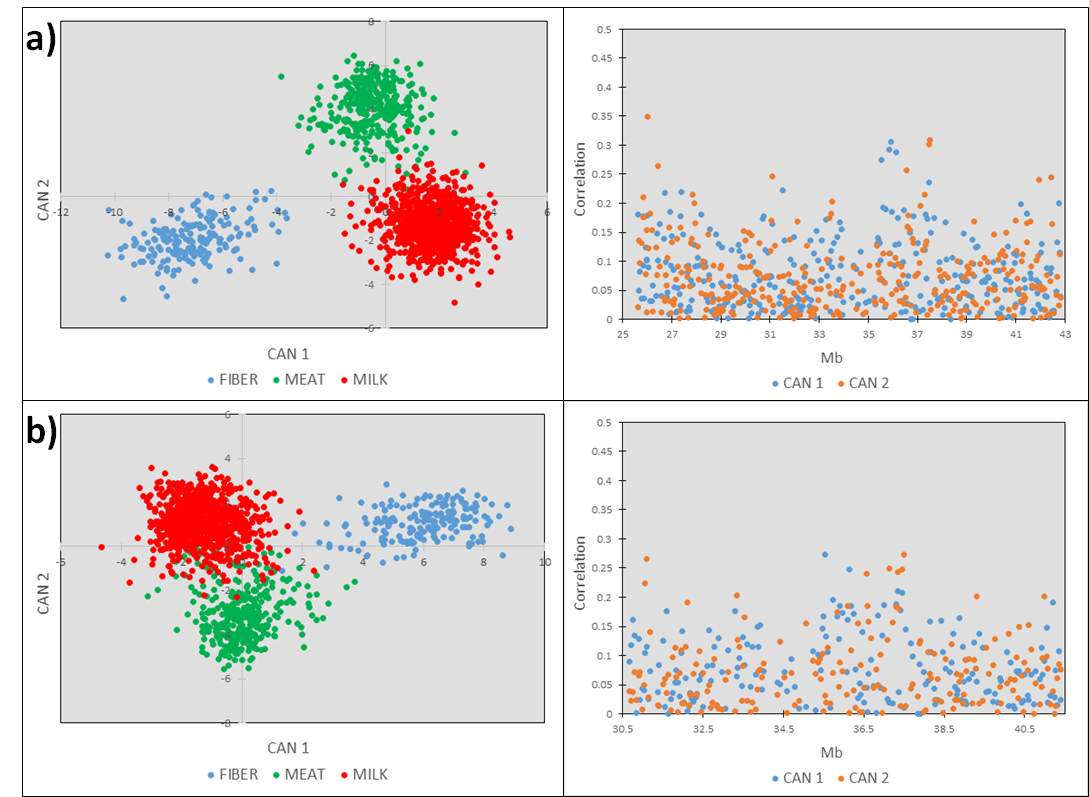 a)
8
6
2
-2
-4
-6
-12 -10 -8 -6 -4 -2 0 2 4 6
CAN 2
CAN 1
FIBER MEAT MILK
0.5
0.45
0.4
0.35
0.3
0.25
0.2
0.15
0.1
0.05
0
Correlation
25 27 29 31 33 35 37 39 41 43
Mb
CAN 1 CAN 2
b)
6
4
-2
-6
-8
-6 -4 2 4 6 8 10
CAN 2
CAN 1
FIBER MEAT MILK
0.5
0.45
0.4
0.35
0.3
0.25
0.2
0.15
0.1
0.05
0
Correlation
30.5 32.5 34.5 36.5 38.5 40.5
Mb
CAN 1 CAN 2